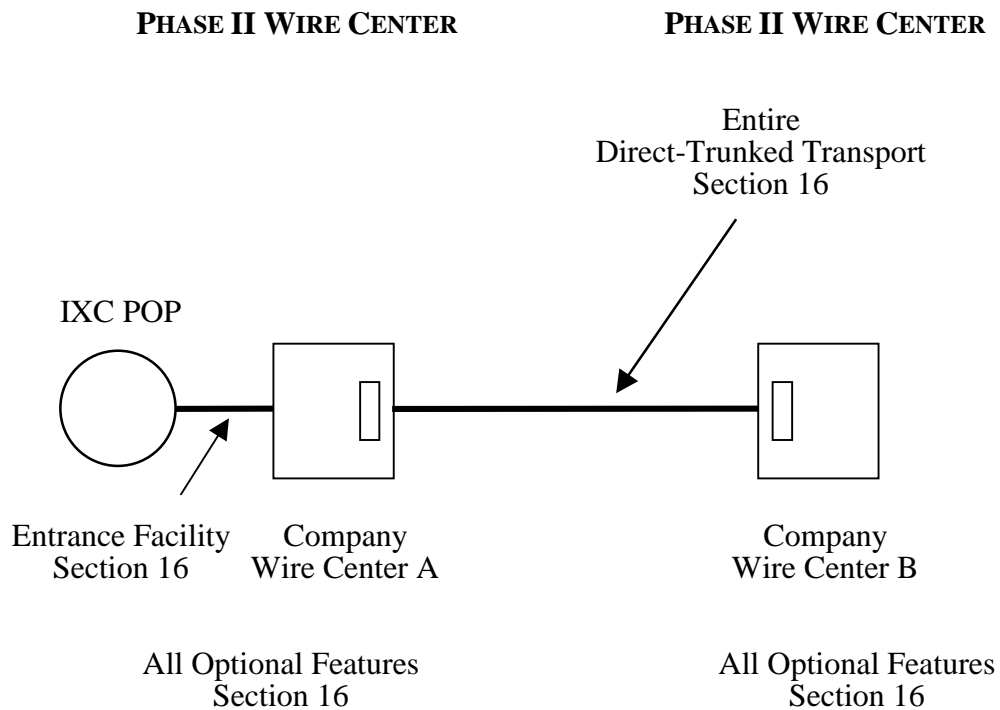 PHASE II WIRE CENTER
PHASE II WIRE CENTER
Entire
Direct-Trunked Transport
Section 16
IXC POP
Entrance Facility
Section 16
Company
Wire Center A
Company
Wire Center B
All Optional Features
Section 16
All Optional Features
Section 16